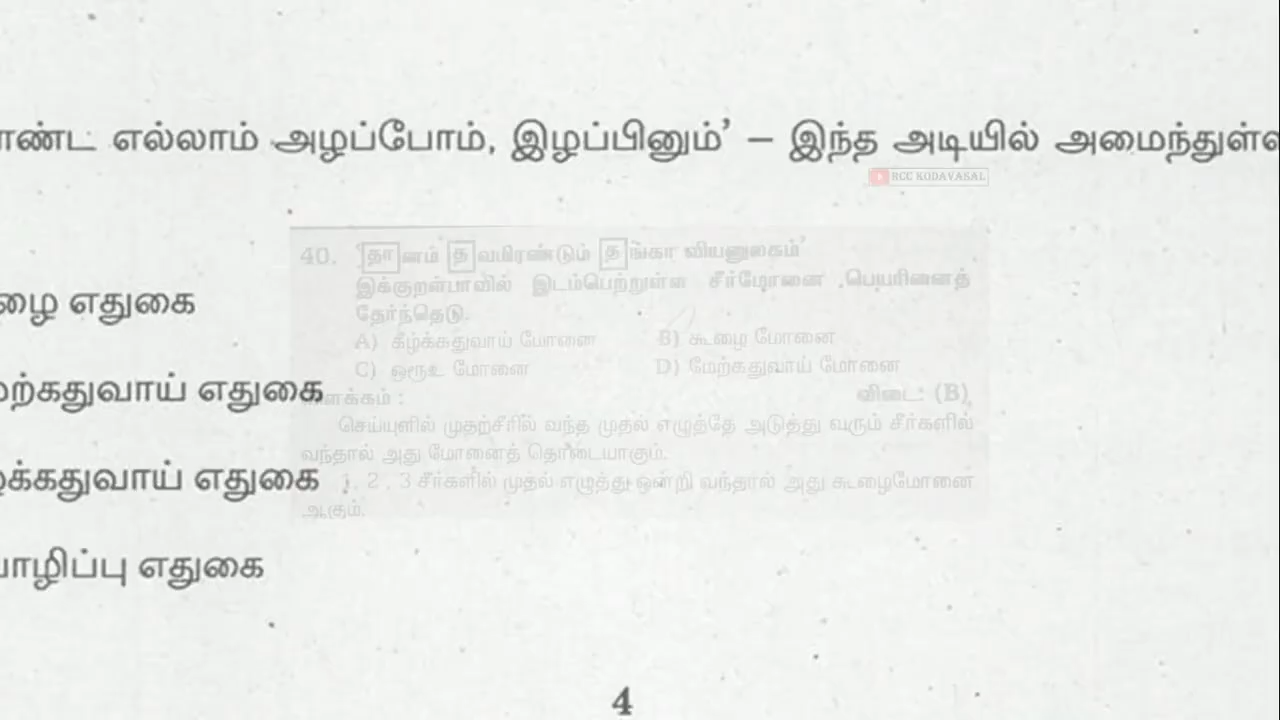 ாண்ட எல்லாம் அழப்போம், இழப்பினும்’ – இந்த அடியில் அமைந்துள்ள
RCC KODAVASAL
40. 'தானம் தவமிரண்டும் தங்கா வியனுலகம்'
இக்குறள்பாவில் இடம்பெற்றுள்ள சீர்மோனை பெயரினைத்
ழை எதுகை
தேர்ந்தெடு.
A) கீழ்க்கதுவாய் மோனை B) கூழை மோனை
C) ஒரூஉ மோனை D) மேற்கதுவாய் மோனை
மேற்கதுவாய் எதுகை
விளக்கம் : விடை: (B)
செய்யுளில் முதற்சீரில் வந்த முதல் எழுத்தே அடுத்து வரும் சீர்களில்
வந்தால் அது மோனைத் தொடையாகும்.
க்கதுவாய் எதுகை
1, 2, 3 சீர்களில் முதல் எழுத்து ஒன்றி வந்தால் அது கூழைமோனை
ஆகும்.
ொழிப்பு எதுகை
4